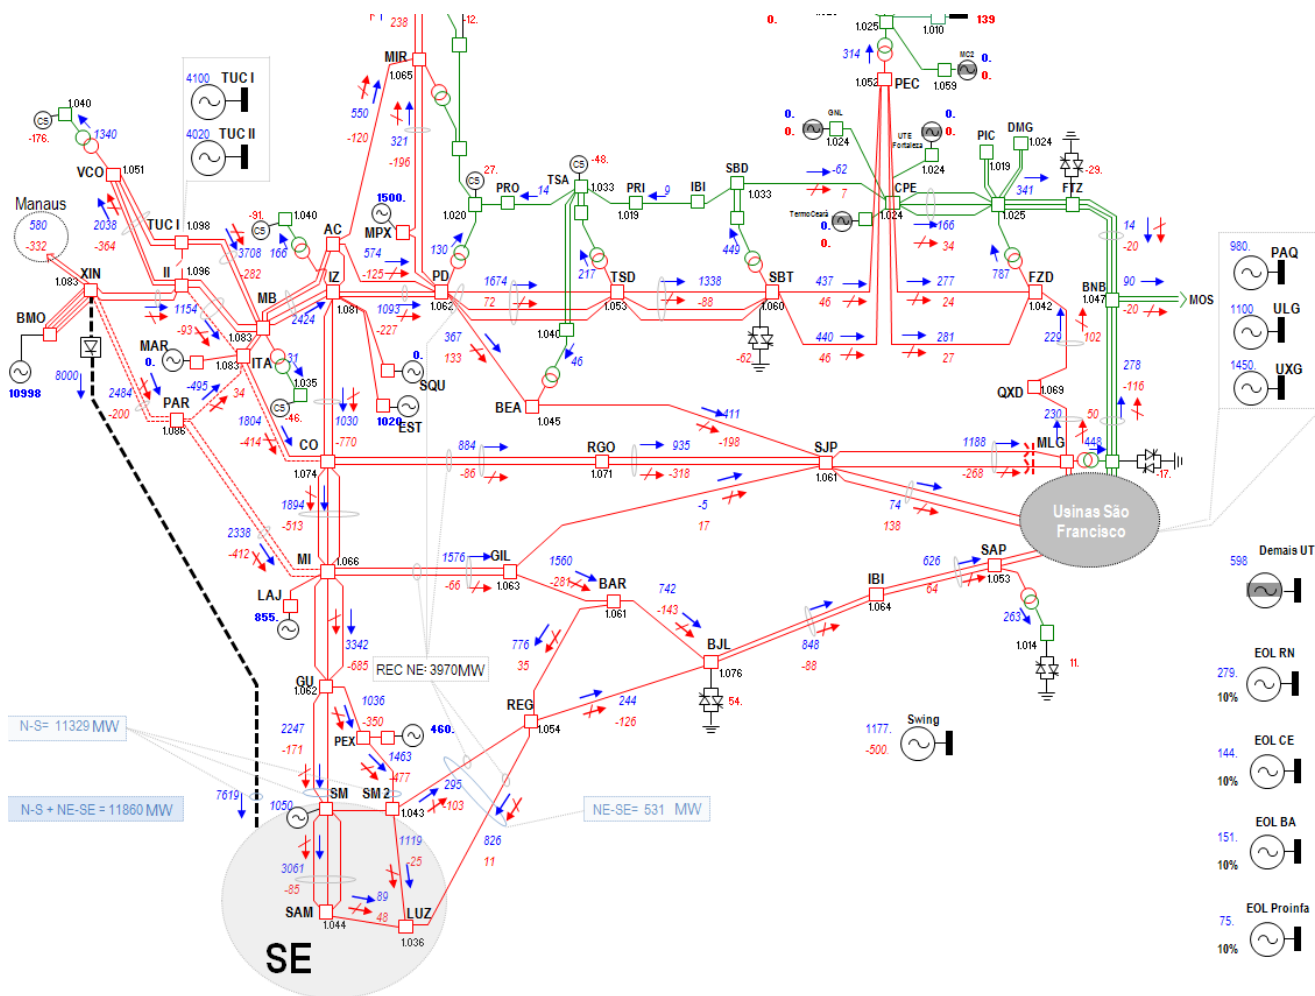 238
-12.
0.
1.025
1.010
139
MIR
1.065
314
1.052
PEC
MC2
0.
0.
1.059
4100
TUC I
4020
TUC II
1.040
CS
-176.
1340
VCO
1.051
550
-120
321
-196
GNL
0.
0.
1.024
UTE
Fortaleza
0.
0.
1.024
PIC
1.019
DMG
1.024
-29.
Manaus
580
-332
2038
-364
TUC I
1.098
3708
-282
-91.
CS
1.040
166
AC
1500.
MPX
574
-125
27.
CS
1.020
130
PRO
14
TSA
CS
-48.
1.033
PRI
1.019
9
IBI
SBD
1.033
-62
7
CPE
1.024
TermoCeará
0.
0.
166
34
341
1.025
FTZ
14
-20
XIN
1.083
II
1.096
1154
-93
MB
1.083
2424
IZ
1.081
1093
-227
PD
1.062
1674
72
217
TSD
1.053
1338
-88
449
SBT
1.060
437
46
277
24
787
FZD
1.042
BNB
1.047
90
-20
MOS
980.
PAQ
1100
ULG
1450.
UXG
BMO
10998
8000
MAR
0.
1.083
ITA
31
1.035
CS
-46.
367
133
1.040
46
-62.
440
46
281
27
229
102
2484
-200
-495
34
PAR
1.086
1804
-414
1030
-770
0.
SQU
1020
EST
BEA
1.045
411
-198
QXD
1.069
278
-116
230
50
CO
1.074
884
-86
RGO
1.071
935
-318
SJP
1.061
1188
-268
MLG
448
-17.
1894
-513
-5
17
74
138
Usinas São
Francisco
2338
-412
MI
1.066
1576
-66
GIL
1.063
1560
-281
BAR
1.061
742
-143
IBI
1.064
626
64
SAP
1.053
263
1.014
11.
Demais UT
598
LAJ
855.
3342
-685
REC NE: 3970MW
776
35
BJL
1.076
54.
848
-88
EOL RN
279.
10%
GU
1.062
1036
-350
PEX
460.
REG
1.054
244
-126
1177.
-500.
Swing
N-S= 11329 MW
2247
-171
1463
-477
EOL CE
144.
10%
N-S + NE-SE = 11860 MW
7619
1050
SM
SM 2
1.043
295
-103
NE-SE= 531 MW
826
11
EOL BA
151.
10%
3061
-85
1119
-25
SAM
1.044
89
48
LUZ
1.036
SE
EOL Proinfa
75.
10%